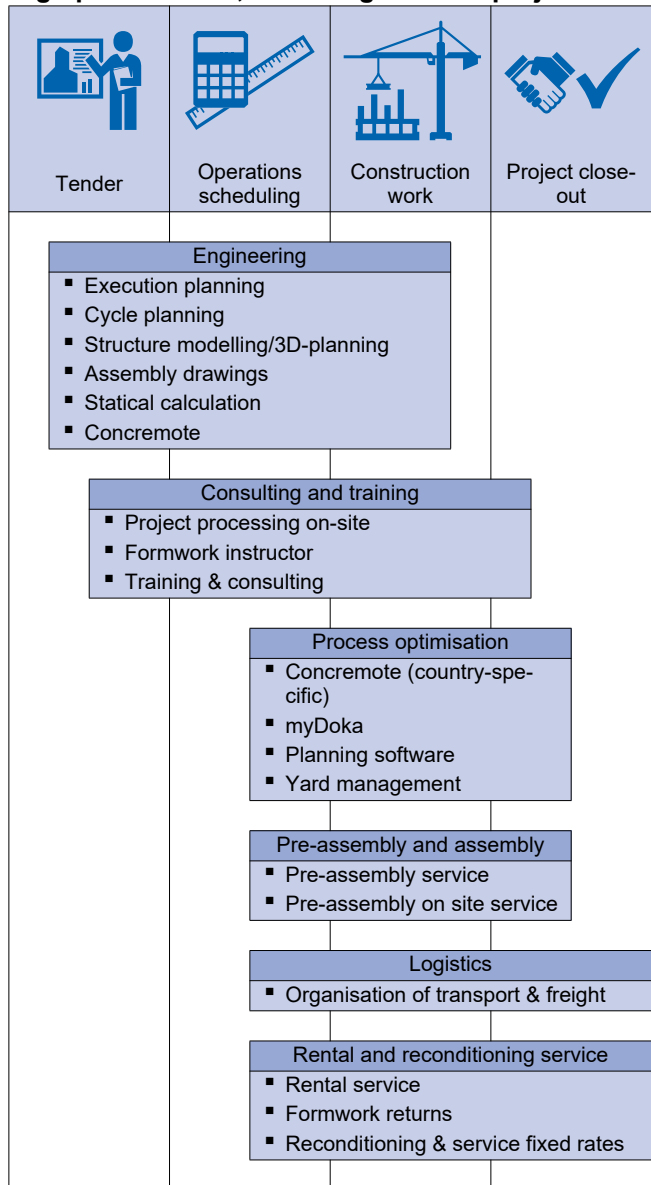 Tender
Operations
scheduling
Construction
work
Project close-
out
Engineering
▪ Execution planning
▪ Cycle planning
▪ Structure modelling/3D-planning
▪ Assembly drawings
▪ Statical calculation
▪ Concremote
Consulting and training
▪ Project processing on-site
▪ Formwork instructor
▪ Training & consulting
Process optimisation
▪ Concremote (country-spe-
cific)
▪ myDoka
▪ Planning software
▪ Yard management
Pre-assembly and assembly
▪ Pre-assembly service
▪ Pre-assembly on site service
Logistics
▪ Organisation of transport & freight
Rental and reconditioning service
▪ Rental service
▪ Formwork returns
▪ Reconditioning & service fixed rates